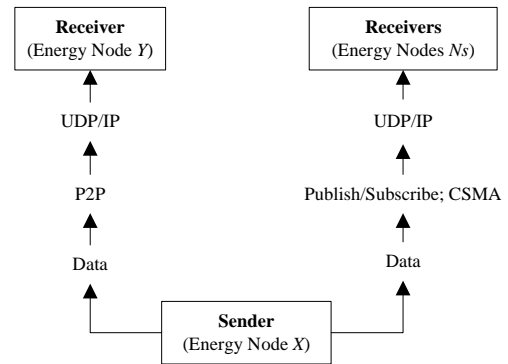 Receiver
(Energy Node Y)
Receivers
(Energy Nodes Ns)
UDP/IP
UDP/IP
P2P
Publish/Subscribe; CSMA
Data
Data
Sender
(Energy Node X)